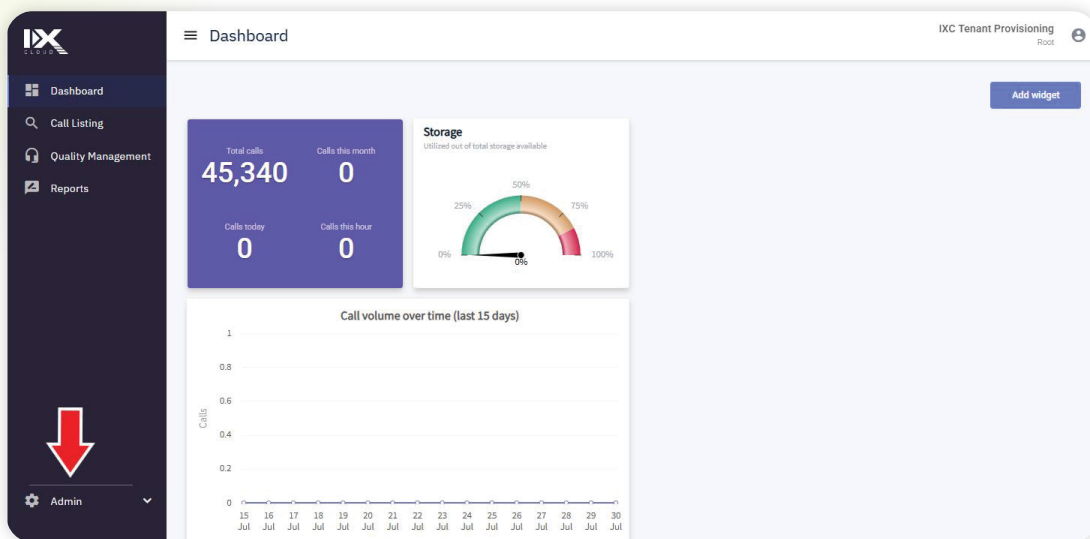 IXC Tenant Provisioning
Root
IX
CLOUD
Dashboard
Add widget
Dashboard
Call Listing
Quality Management
Reports
Admin
Total calls
Calls this month
45,340
0
Calls today
Calls this hour
0
0
Storage
Utilized out of total storage available
50%
25%
75%
0%
100%
0%
Call volume over time (last 15 days)
Calls
1
0.8
0.6
0.4
0.2
0
15 16 17 18 19 20 21 22 23 24 25 26 27 28 29 30
Jul Jul Jul Jul Jul Jul Jul Jul Jul Jul Jul Jul Jul Jul Jul Jul